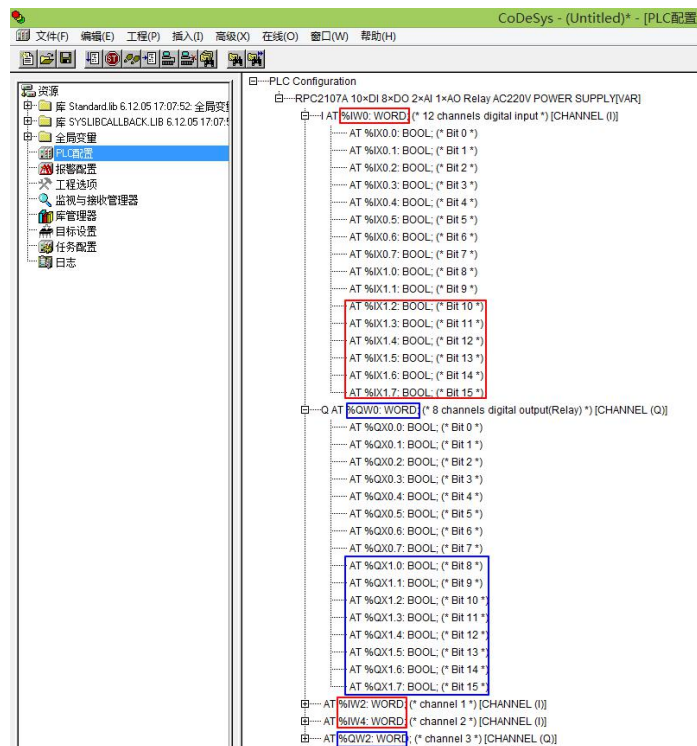 CoDeSys - (Untitled)* - [PLC配置
文件(F) 编辑(E) 工程(P) 插入(I) 高级(X) 在线(O) 窗口(W) 帮助(H)
资源
库 Standard.lib 6.12.05 17:07:52: 全局变
库 SYSLIBCALLBACK.LIB 6.12.05 17:07:5
全局变量
PLC配置
报警配置
工程选项
监视与接收管理器
库管理器
目标设置
任务配置
日志
PLC Configuration
RPC2107A 10×DI 8×DO 2×AI 1×AO Relay AC220V POWER SUPPLY[VAR]
I AT %IW0: WORD; (* 12 channels digital input *) [CHANNEL (I)]
AT %IX0.0: BOOL; (* Bit 0 *)
AT %IX0.1: BOOL; (* Bit 1 *)
AT %IX0.2: BOOL; (* Bit 2 *)
AT %IX0.3: BOOL; (* Bit 3 *)
AT %IX0.4: BOOL; (* Bit 4 *)
AT %IX0.5: BOOL; (* Bit 5 *)
AT %IX0.6: BOOL; (* Bit 6 *)
AT %IX0.7: BOOL; (* Bit 7 *)
AT %IX1.0: BOOL; (* Bit 8 *)
AT %IX1.1: BOOL; (* Bit 9 *)
AT %IX1.2: BOOL; (* Bit 10 *)
AT %IX1.3: BOOL; (* Bit 11 *)
AT %IX1.4: BOOL; (* Bit 12 *)
AT %IX1.5: BOOL; (* Bit 13 *)
AT %IX1.6: BOOL; (* Bit 14 *)
AT %IX1.7: BOOL; (* Bit 15 *)
Q AT %QW0: WORD; (* 8 channels digital output(Relay) *) [CHANNEL (Q)]
AT %QX0.0: BOOL; (* Bit 0 *)
AT %QX0.1: BOOL; (* Bit 1 *)
AT %QX0.2: BOOL; (* Bit 2 *)
AT %QX0.3: BOOL; (* Bit 3 *)
AT %QX0.4: BOOL; (* Bit 4 *)
AT %QX0.5: BOOL; (* Bit 5 *)
AT %QX0.6: BOOL; (* Bit 6 *)
AT %QX0.7: BOOL; (* Bit 7 *)
AT %QX1.0: BOOL; (* Bit 8 *)
AT %QX1.1: BOOL; (* Bit 9 *)
AT %QX1.2: BOOL; (* Bit 10 *)
AT %QX1.3: BOOL; (* Bit 11 *)
AT %QX1.4: BOOL; (* Bit 12 *)
AT %QX1.5: BOOL; (* Bit 13 *)
AT %QX1.6: BOOL; (* Bit 14 *)
AT %QX1.7: BOOL; (* Bit 15 *)
AT %IW2: WORD; (* channel 1 *) [CHANNEL (I)]
AT %IW4: WORD; (* channel 2 *) [CHANNEL (I)]
AT %QW2: WORD; (* channel 3 *) [CHANNEL (Q)]